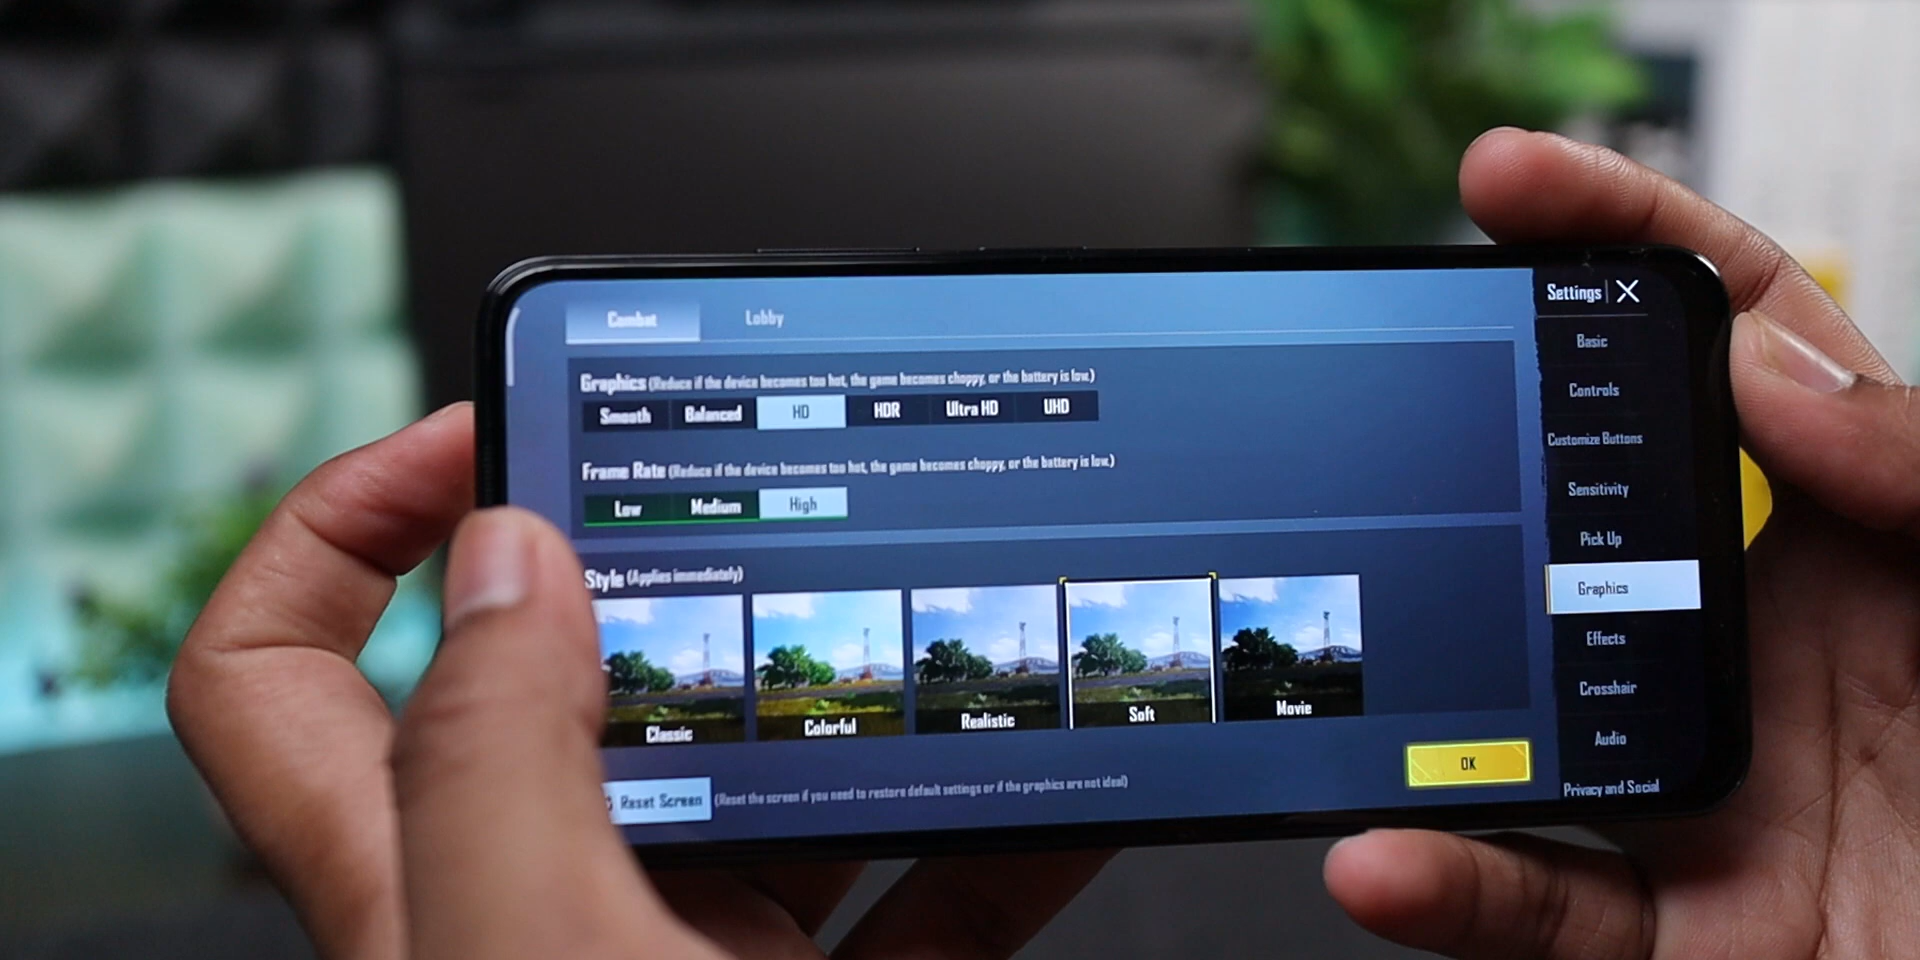 Combat Lobby
Settings
Graphics (Reduce if the device becomes too hot, the game becomes choppy, or the battery is low.)
Smooth Balanced HD HDR Ultra HD UHD
Frame Rate (Reduce if the device becomes too hot, the game becomes choppy, or the battery is low.)
Low Medium High
Style (Applies immediately)
Classic Colorful Realistic Soft Movie
Reset Screen (Reset the screen if you need to restore default settings or if the graphics are not ideal)
OK
Basic
Controls
Customize Buttons
Sensitivity
Pick Up
Graphics
Effects
Crosshair
Audio
Privacy and Social